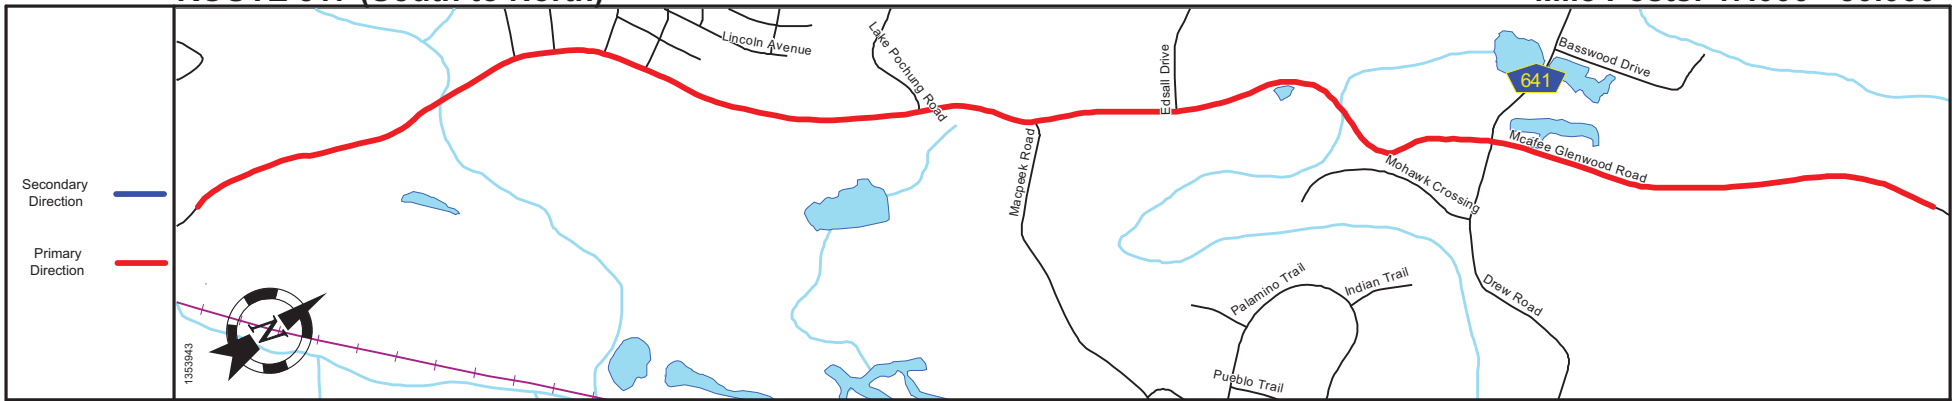 Secondary
Direction
Primary
Direction
1353943
N
Lincoln Avenue
Lake Pochung Road
Macpeek Road
Edsall Drive
Basswood Drive
641
Mcafee Glenwood Road
Mohawk Crossing
Palamino Trail
Indian Trail
Drew Road
Pueblo Trail